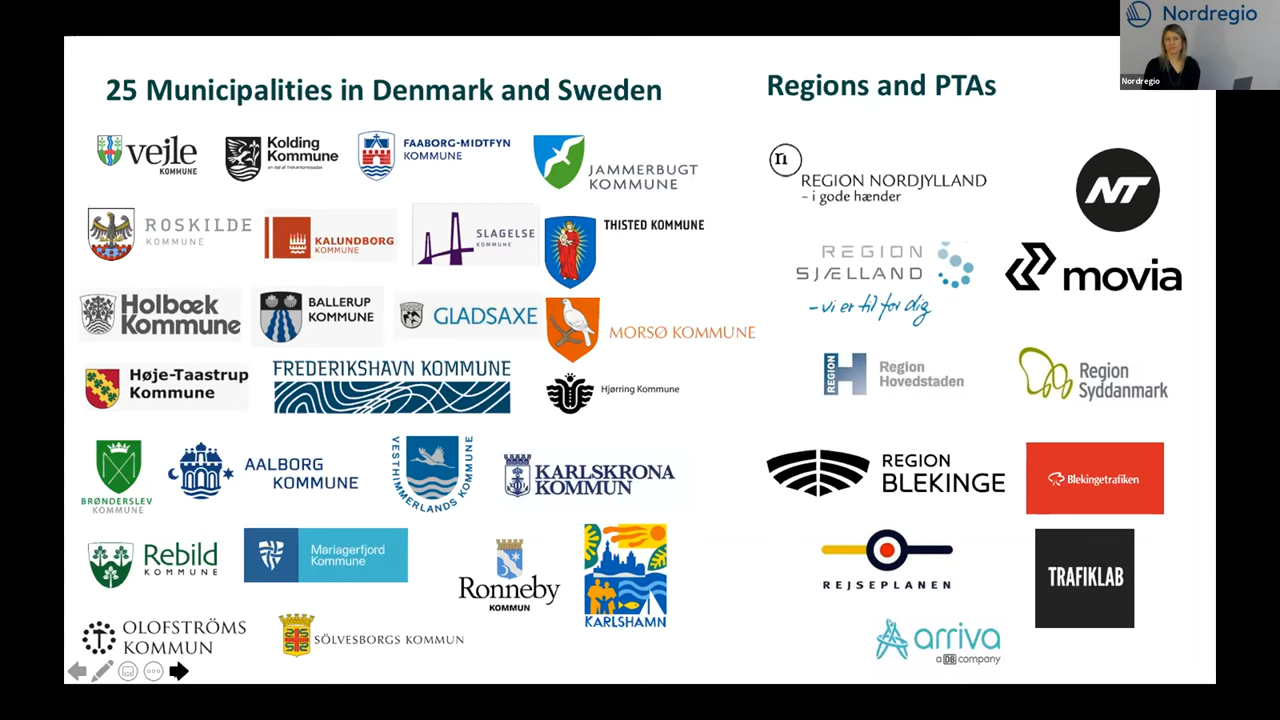 Nordregio
Nordregio
25 Municipalities in Denmark and Sweden
Regions and PTAs
vejle
KOMMUNE
Kolding
Kommune
FAABORG-MIDTFYN
KOMMUNE
JAMMERBUGT
KOMMUNE
n
REGION NORDJYLLAND
– i gode hænder
NT
ROSKILDE
KOMMUNE
KALUNDBORG
KOMMUNE
SLAGELSE
KOMMUNE
THISTED KOMMUNE
REGION
SJÆLLAND
– vi er til for dig
movia
Holbæk
Kommune
BALLERUP
KOMMUNE
GLADSAXE
MORSØ KOMMUNE
Høje-Taastrup
Kommune
FREDERIKSHAVN KOMMUNE
Hjørring Kommune
REGION
H
Region
Hovedstaden
Region
Syddanmark
BRØNDERSLEV
KOMMUNE
AALBORG
KOMMUNE
VESTHIMMERLANDS KOMMUNE
KARLSKRONA
KOMMUN
REGION
BLEKINGE
Blekingetrafiken
Rebild
KOMMUNE
Mariagerfjord
Kommune
Ronneby
KOMMUN
KARLSHAMN
REJSEPLANEN
TRAFIKLAB
OLOFSTRÖMS
KOMMUN
SÖLVESBORGS KOMMUN
arriva
a DB company